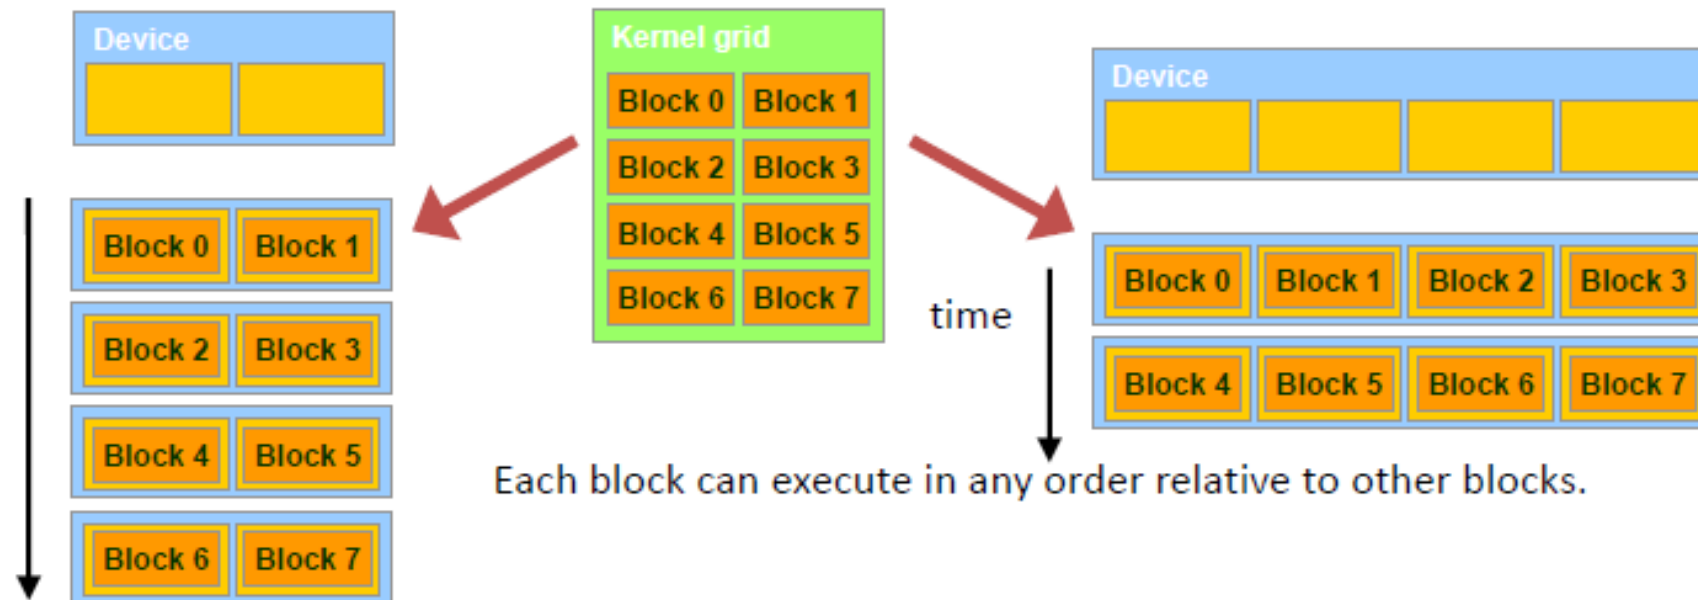 Device
Block 0 Block 1
Block 2 Block 3
Block 4 Block 5
Block 6 Block 7
Kernel grid
Block 0 Block 1
Block 2 Block 3
Block 4 Block 5
Block 6 Block 7
Device
time
Block 0 Block 1 Block 2 Block 3
Block 4 Block 5 Block 6 Block 7
Each block can execute in any order relative to other blocks.